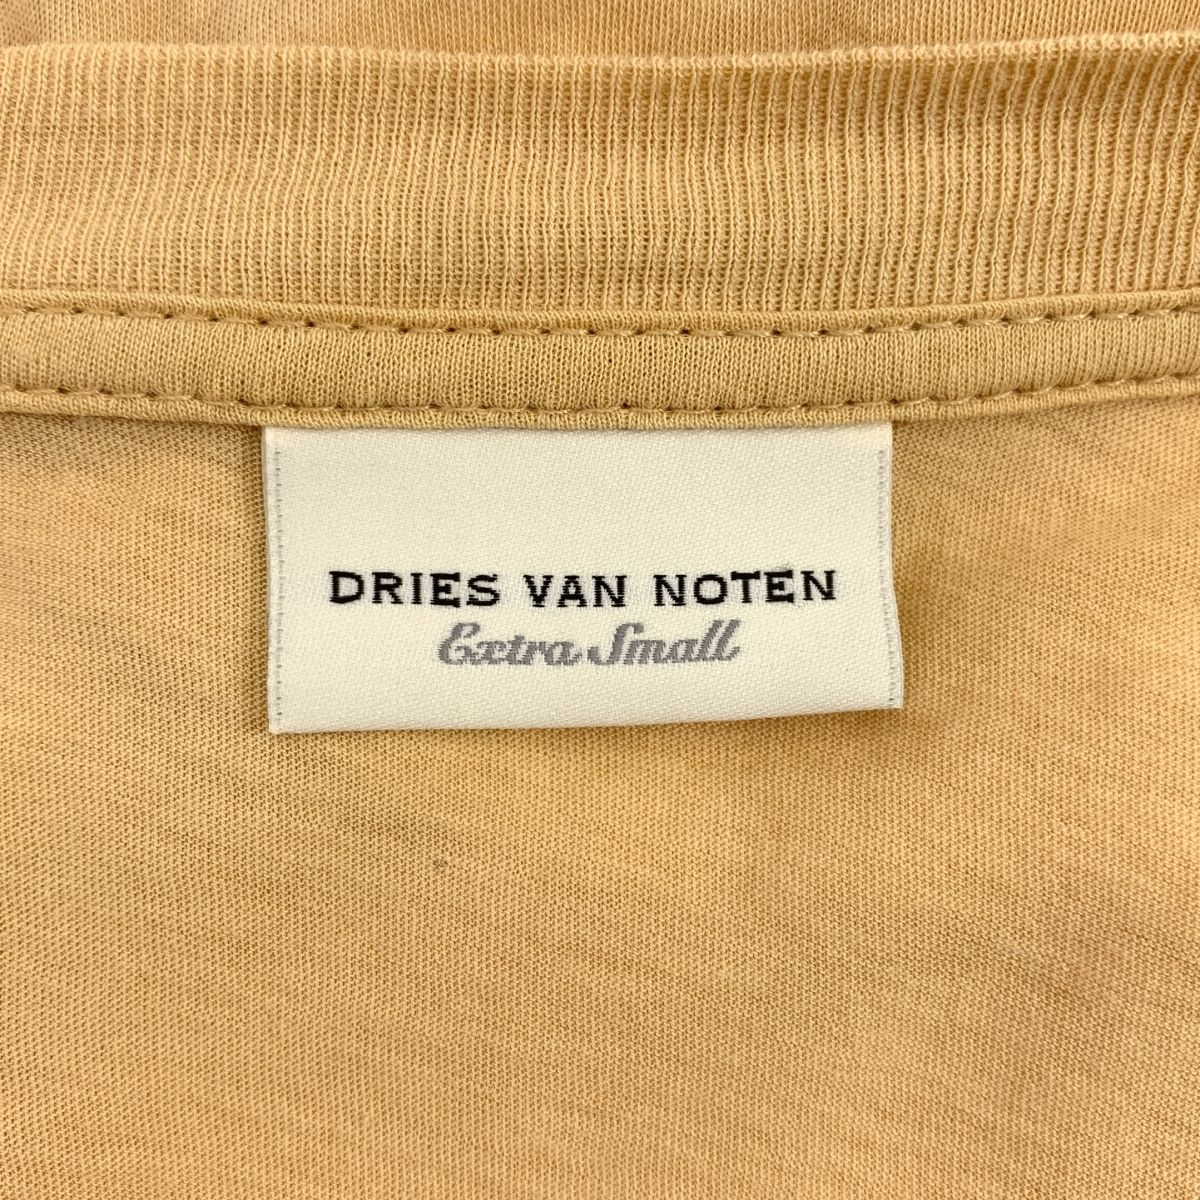 DRIES VAN NOTEN
Extra Small